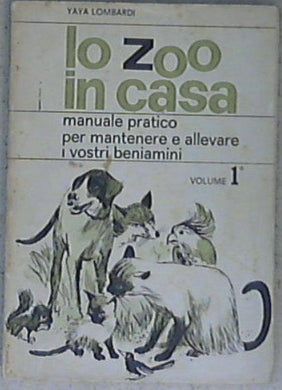 YAYA LOMBARDI
lo zoo
in casa
manuale pratico
per mantenere e allevare
i vostri beniamini
VOLUME 1°